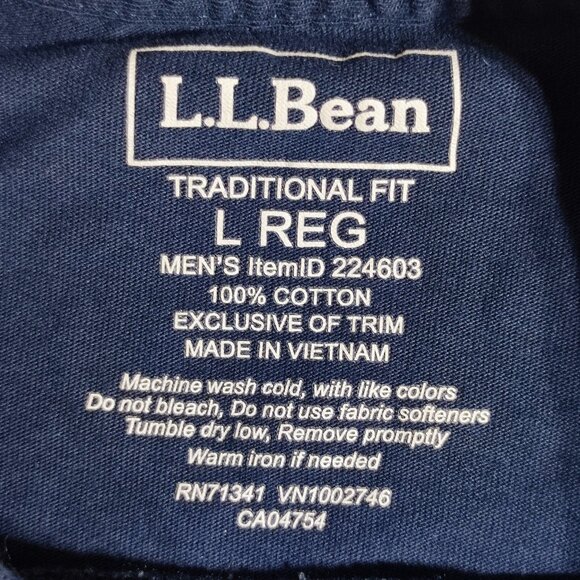 L.L.Bean
TRADITIONAL FIT
L REG
MEN'S ItemID 224603
100% COTTON
EXCLUSIVE OF TRIM
MADE IN VIETNAM
Machine wash cold, with like colors
Do not bleach, Do not use fabric softeners
Tumble dry low, Remove promptly
Warm iron if needed
RN71341 VN1002746
CA04754